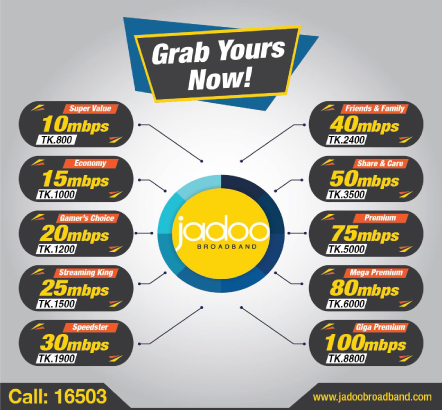 Grab Yours
Now!
Super Value
10mbps
TK.800
Economy
15mbps
TK.1000
Gamer's Choice
20mbps
TK.1200
Streaming King
25mbps
TK.1500
Speedster
30mbps
TK.1900
jadoo
BROADBAND
Friends & Family
40mbps
TK.2400
Share & Care
50mbps
TK.3500
Premium
75mbps
TK.5000
Mega Premium
80mbps
TK.6000
Giga Premium
100mbps
TK.8800
Call: 16503
www.jadoobroadband.com